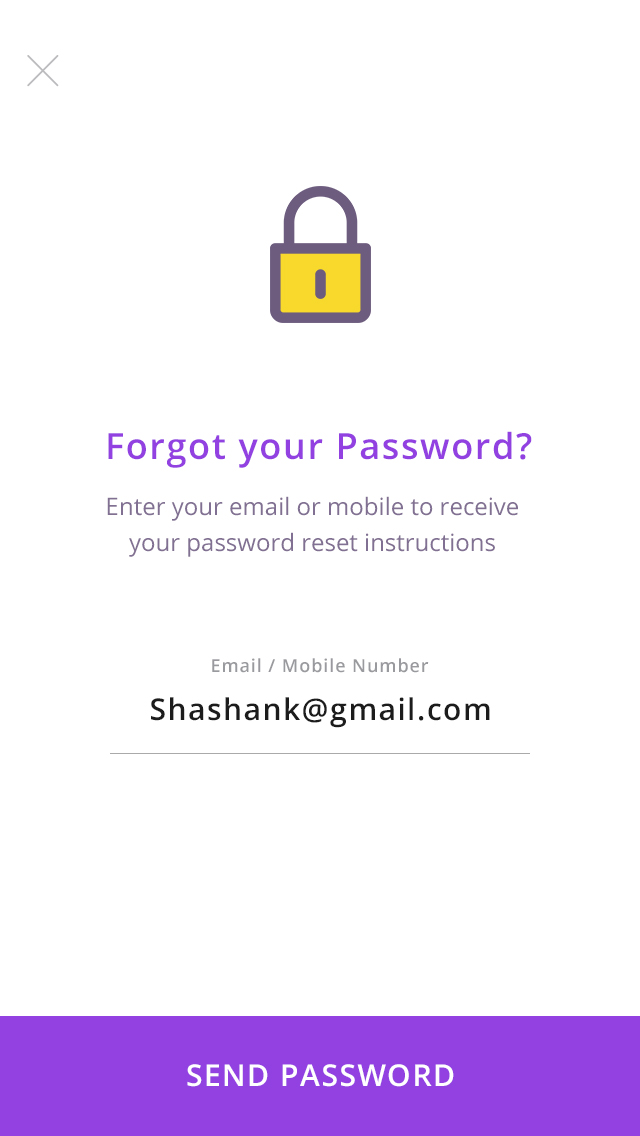 Forgot your Password?
Enter your email or mobile to receive
your password reset instructions
Email / Mobile Number
Shashank@gmail.com
SEND PASSWORD